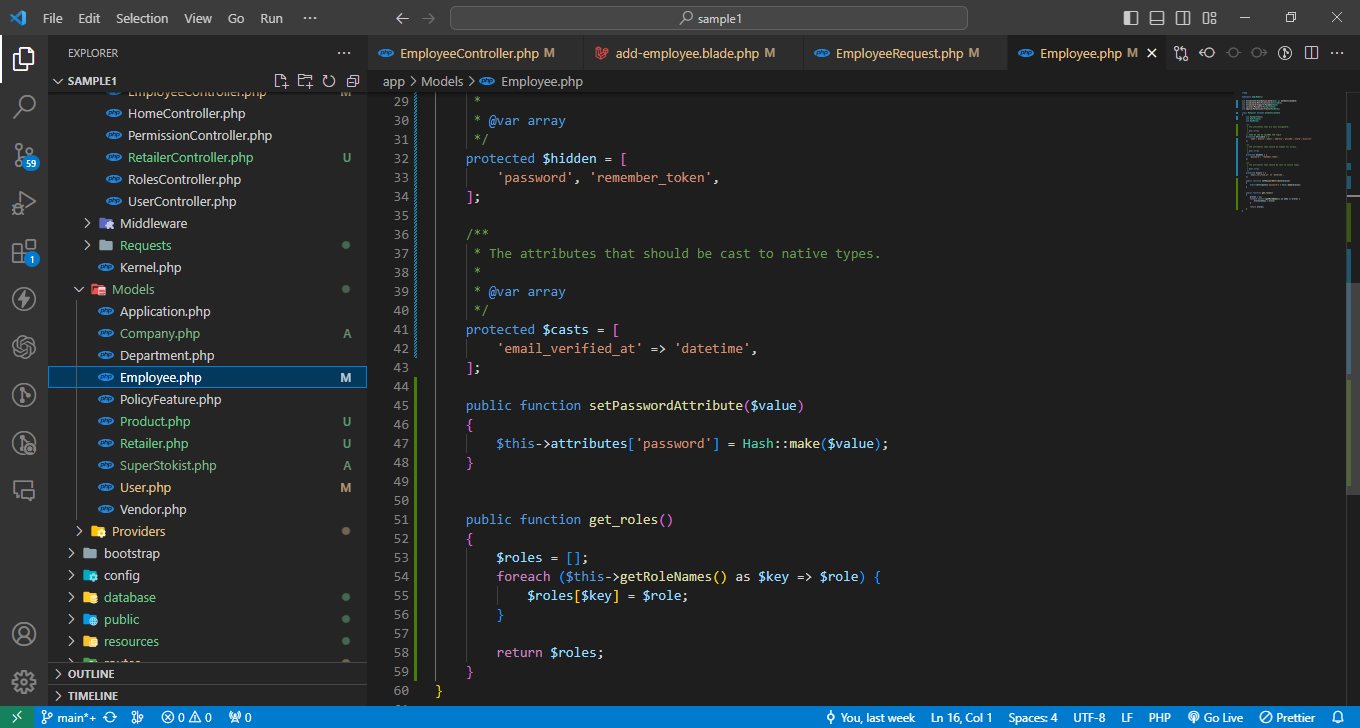 File Edit Selection View Go Run ··· sample1
EXPLORER ···
SAMPLE1
EmployeeController.php M
HomeController.php
PermissionController.php
RetailerController.php U
RolesController.php
UserController.php
Middleware
Requests
Kernel.php
Models
Application.php
Company.php A
Department.php
Employee.php M
PolicyFeature.php
Product.php U
Retailer.php U
SuperStokist.php A
User.php M
Vendor.php
Providers
bootstrap
config
database
public
resources
OUTLINE
TIMELINE
59
1
EmployeeController.php M add-employee.blade.php M EmployeeRequest.php M Employee.php M
app > Models > Employee.php
29 *
30 * @var array
31 */
32 protected $hidden = [
33 'password', 'remember_token',
34 ];
35
36 /**
37 * The attributes that should be cast to native types.
38 *
39 * @var array
40 */
41 protected $casts = [
42 'email_verified_at' => 'datetime',
43 ];
44
45 public function setPasswordAttribute($value)
46 {
47 $this->attributes['password'] = Hash::make($value);
48 }
49
50
51 public function get_roles()
52 {
53 $roles = [];
54 foreach ($this->getRoleNames() as $key => $role) {
55 $roles[$key] = $role;
56 }
57
58 return $roles;
59 }
60 }
main*+ 0 0 0 You, last week Ln 16, Col 1 Spaces: 4 UTF-8 LF PHP Go Live Prettier